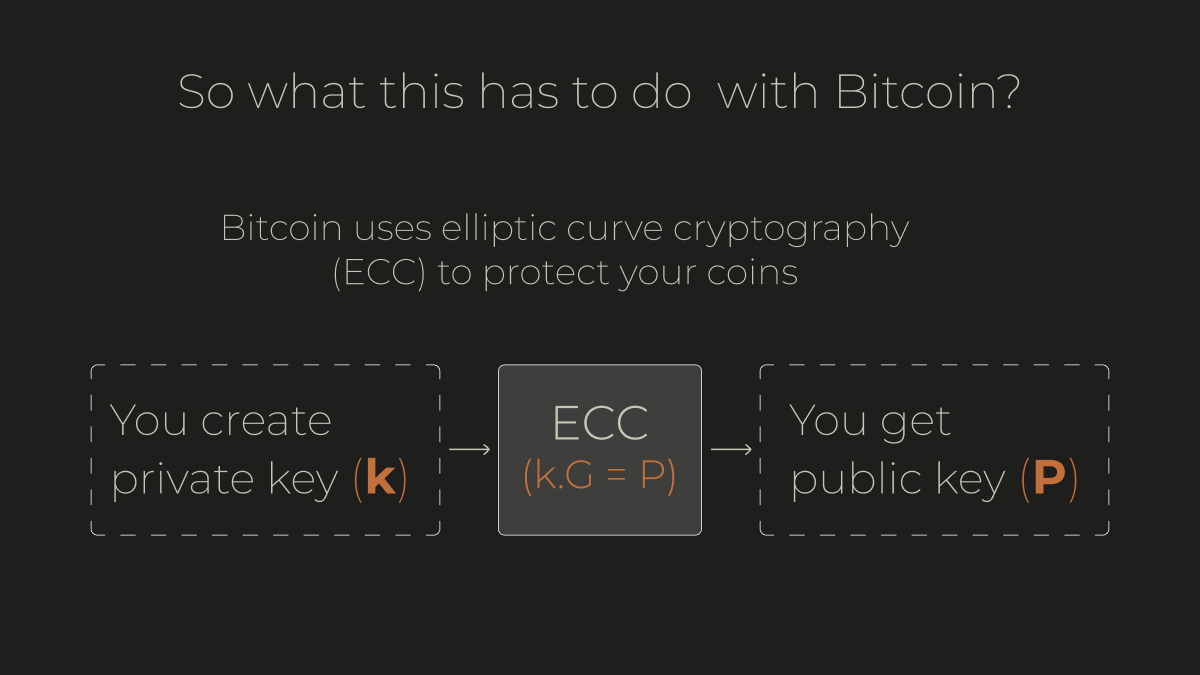 So what this has to do  with Bitcoin?
Bitcoin uses elliptic curve cryptography
(ECC) to protect your coins
You create
private key (k)
ECC
(k.G = P)
You get
public key (P)